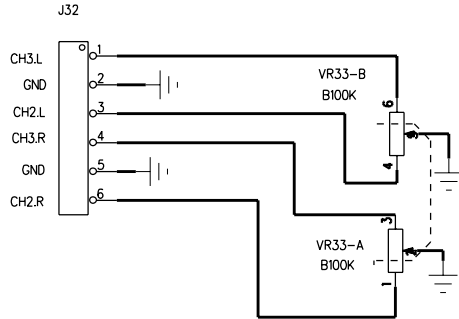 J32
CH3.L 1
GND 2
CH2.L 3
CH3.R 4
GND 5
CH2.R 6
VR33-B
B100K
6
4
VR33-A
B100K
3
1